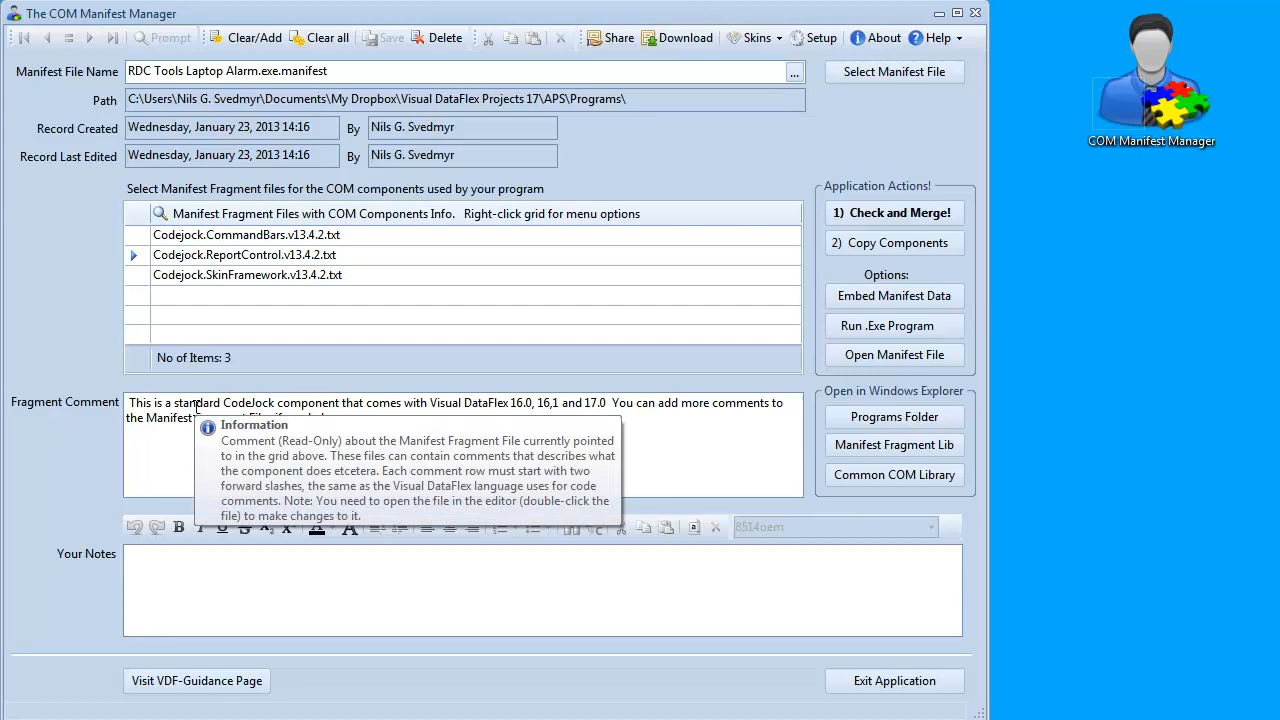 The COM Manifest Manager
Prompt Clear/Add Clear all Save Delete Share Download Skins Setup About Help
Manifest File Name RDC Tools Laptop Alarm.exe.manifest ... Select Manifest File
Path C:\Users\Nils G. Svedmyr\Documents\My Dropbox\Visual DataFlex Projects 17\APS\Programs\
Record Created Wednesday, January 23, 2013 14:16 By Nils G. Svedmyr
Record Last Edited Wednesday, January 23, 2013 14:16 By Nils G. Svedmyr
Select Manifest Fragment files for the COM components used by your program
Manifest Fragment Files with COM Components Info. Right-click grid for menu options
Codejock.CommandBars.v13.4.2.txt
Codejock.ReportControl.v13.4.2.txt
Codejock.SkinFramework.v13.4.2.txt
No of Items: 3
Application Actions!
1) Check and Merge!
2) Copy Components
Options:
Embed Manifest Data
Run .Exe Program
Open Manifest File
Fragment Comment This is a standard CodeJock component that comes with Visual DataFlex 16.0, 16,1 and 17.0 You can add more comments to
the Manifest
Information
Comment (Read-Only) about the Manifest Fragment File currently pointed
to in the grid above. These files can contain comments that describes what
the component does etcetera. Each comment row must start with two
forward slashes, the same as the Visual DataFlex language uses for code
comments. Note: You need to open the file in the editor (double-click the
file) to make changes to it.
Open in Windows Explorer
Programs Folder
Manifest Fragment Lib
Common COM Library
8514oem
Your Notes
Visit VDF-Guidance Page Exit Application
COM Manifest Manager